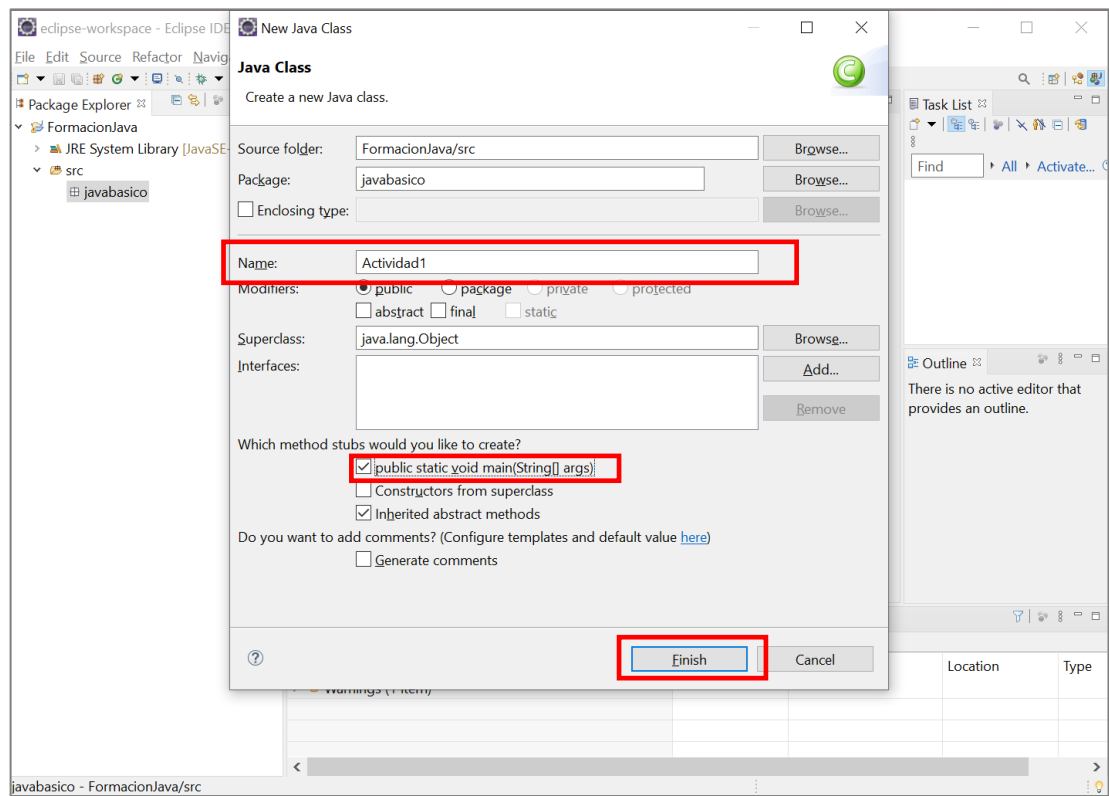 eclipse-workspace - Eclipse IDE
File Edit Source Refactor Navig
Package Explorer
FormacionJava
JRE System Library [JavaSE-
src
javabasico
New Java Class
Java Class
Create a new Java class.
Source folder: FormacionJava/src Browse...
Package: javabasico Browse...
Enclosing type: Browse...
Name: Actividad1
Modifiers: public package private protected
abstract final static
Superclass: java.lang.Object Browse...
Interfaces: Add...
Remove
Which method stubs would you like to create?
public static void main(String[] args)
Constructors from superclass
Inherited abstract methods
Do you want to add comments? (Configure templates and default value here)
Generate comments
Finish Cancel
Task List
Find All Activate...
Outline
There is no active editor that
provides an outline.
Location Type
Warnings (1 item)
javabasico - FormacionJava/src